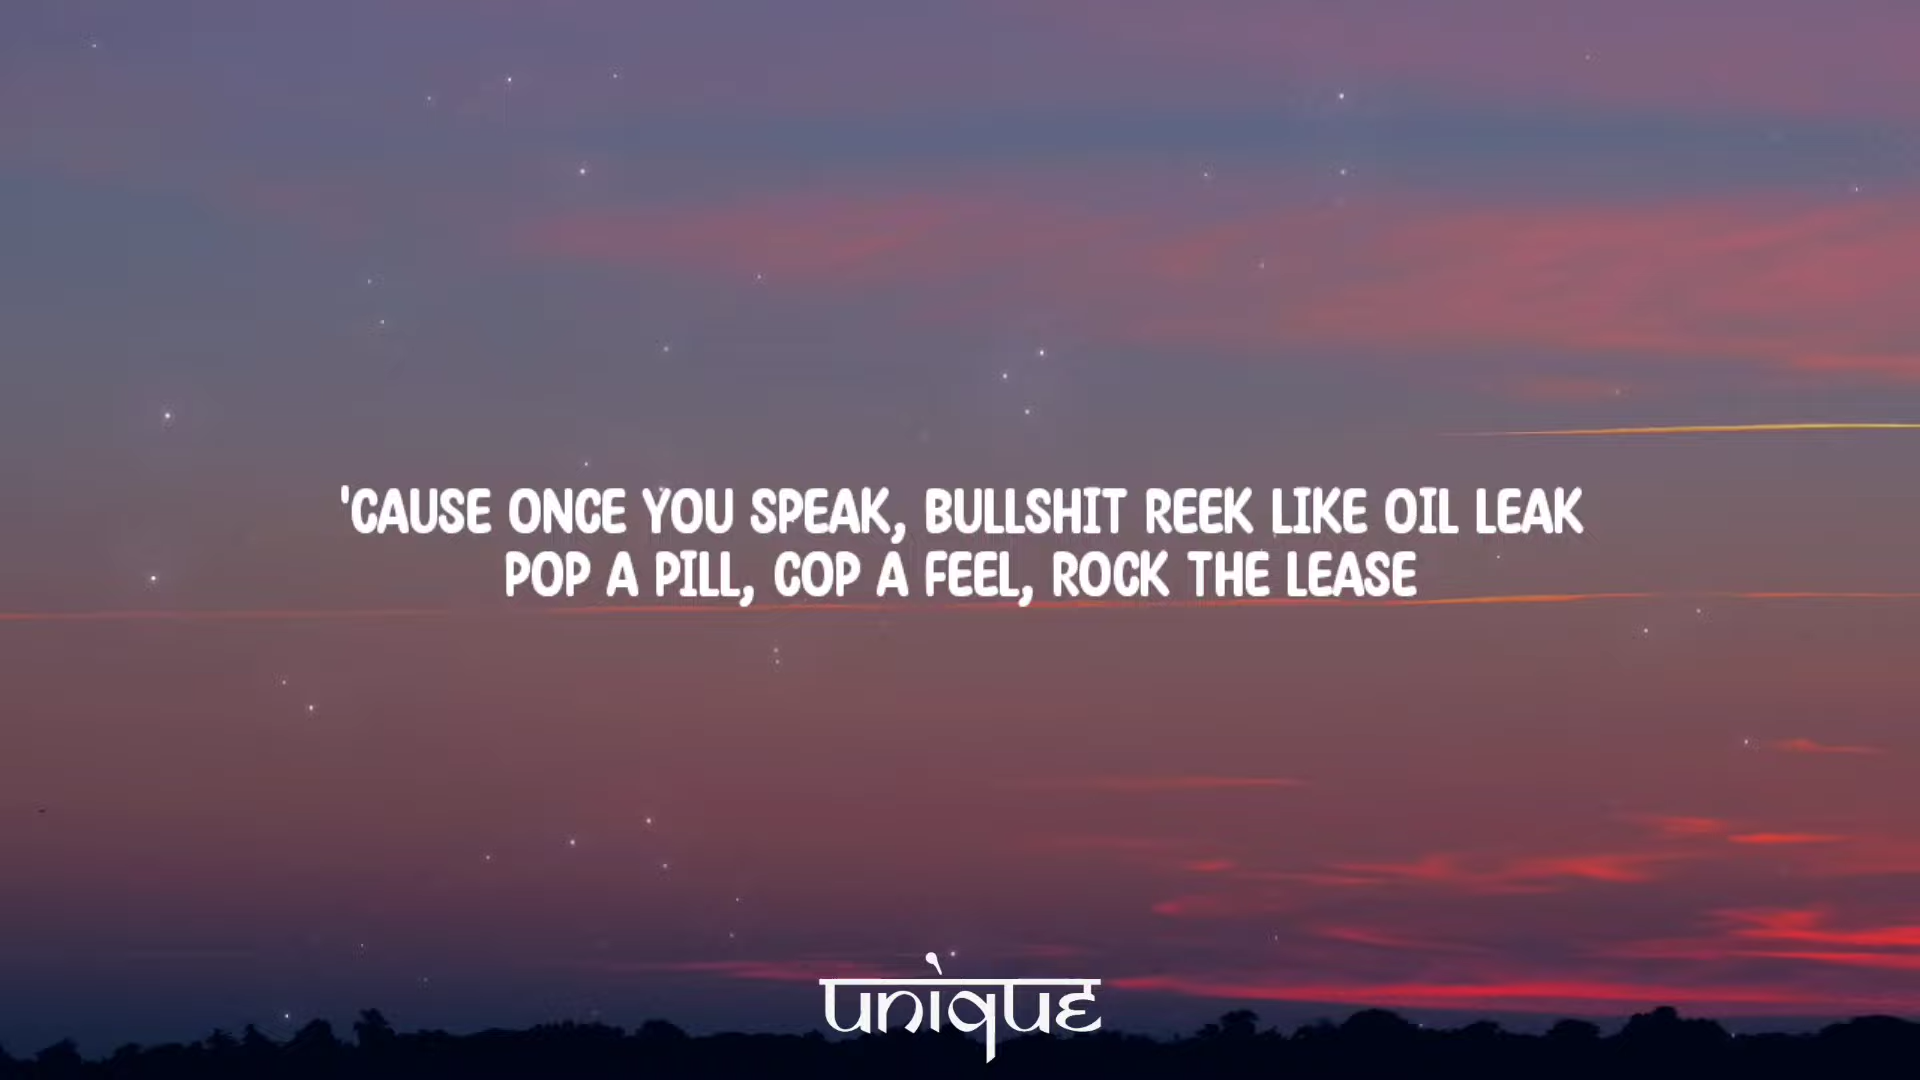 'CAUSE ONCE YOU SPEAK, BULLSHIT REEK LIKE OIL LEAK
POP A PILL, COP A FEEL, ROCK THE LEASE
unique